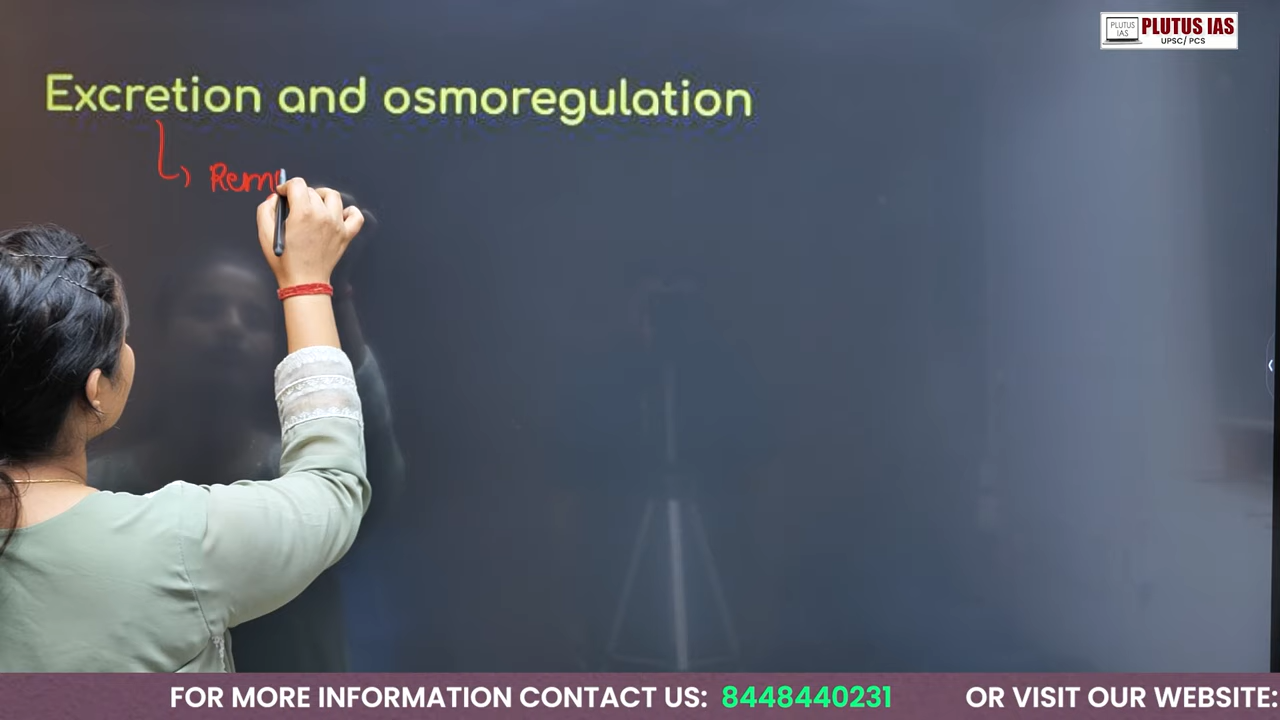 PLUTUS
IAS
PLUTUS IAS
UPSC/ PCS
Excretion and osmoregulation
FOR MORE INFORMATION CONTACT US: 8448440231 OR VISIT OUR WEBSITE: